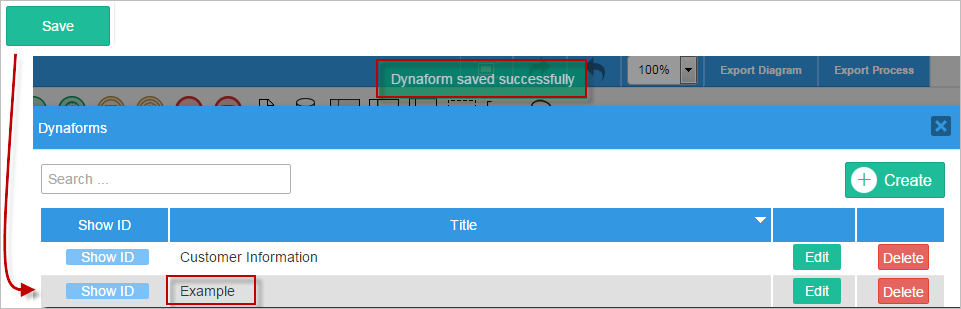 Save
Dynaform saved successfully
100%
Export Diagram
Export Process
Dynaforms
Search ...
Create
Show ID Title
Show ID Customer Information Edit Delete
Show ID Example Edit Delete